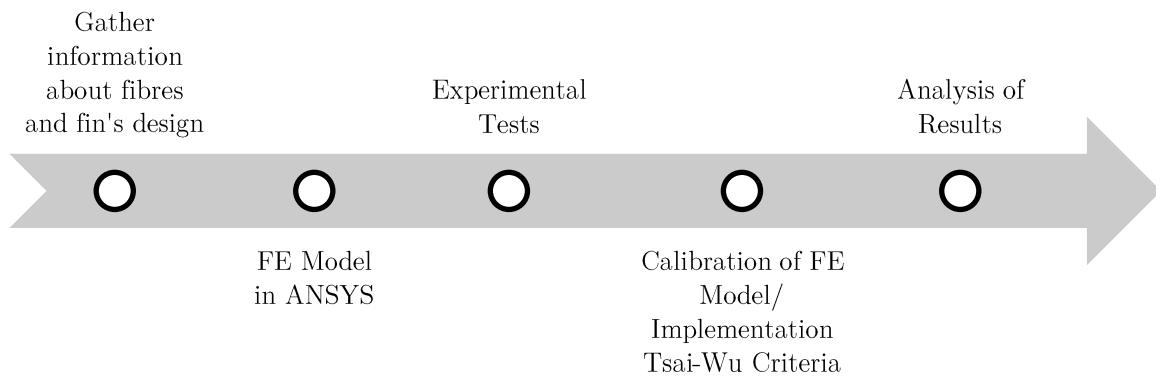 Gather
information
about fibres
and fin's design
FE Model
in ANSYS
Experimental
Tests
Calibration of FE
Model/
Implementation
Tsai-Wu Criteria
Analysis of
Results